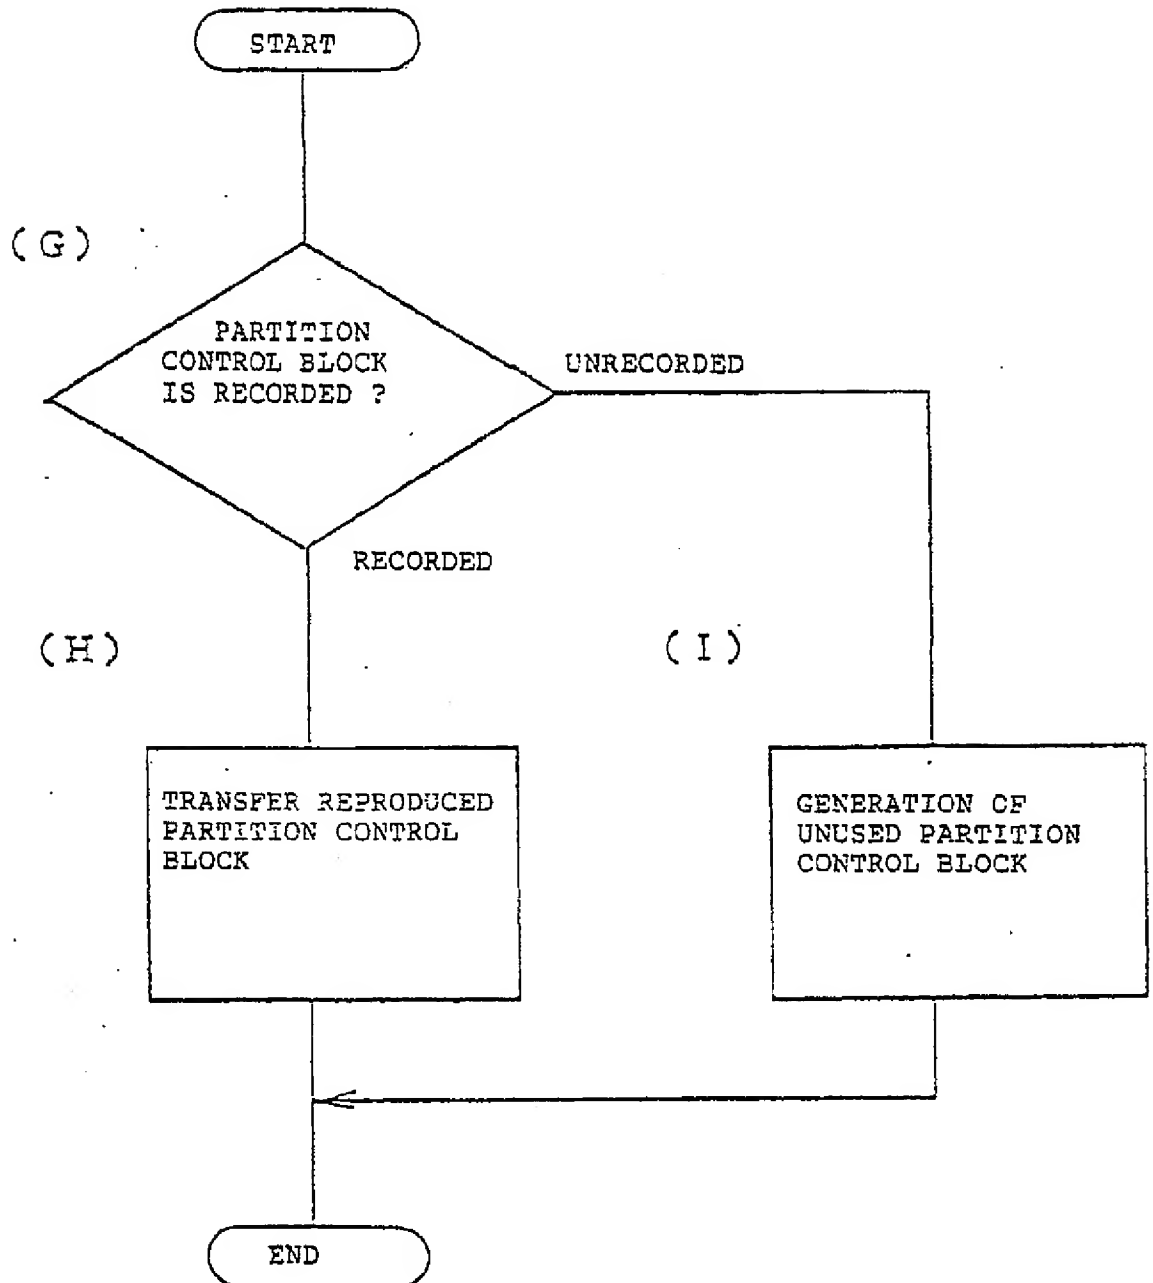 START
(G)
PARTITION
CONTROL BLOCK
IS RECORDED ?
UNRECORDED
RECORDED
(H)
(I)
TRANSFER REPRODUCED
PARTITION CONTROL
BLOCK
GENERATION OF
UNUSED PARTITION
CONTROL BLOCK
END